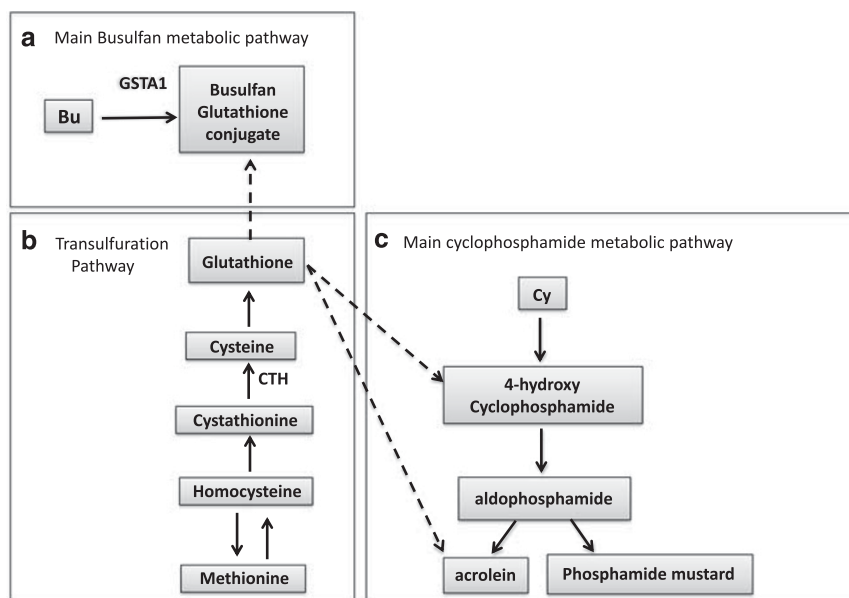 a Main Busulfan metabolic pathway
GSTA1
Bu
Busulfan
Glutathione
conjugate
b Transulfuration
Pathway
Glutathione
Cysteine
CTH
Cystathionine
Homocysteine
Methionine
c Main cyclophosphamide metabolic pathway
Cy
4-hydroxy
Cyclophosphamide
aldophosphamide
acrolein
Phosphamide mustard